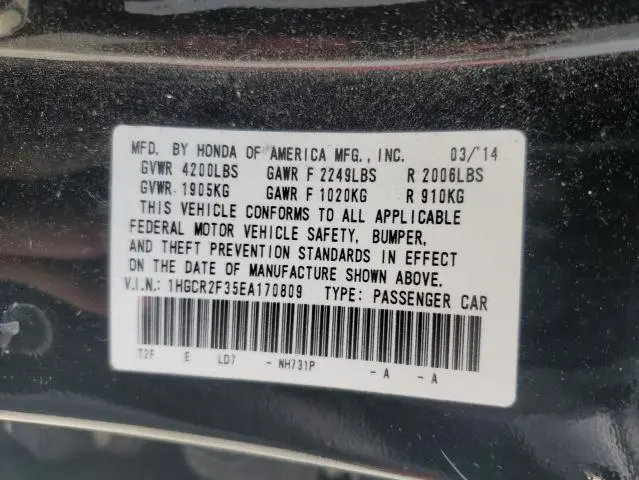 MFD. BY HONDA OF AMERICA MFG., INC. 03/'14
GVWR 4200LBS GAWR F 2249LBS R 2006LBS
GVWR 1905KG GAWR F 1020KG R 910KG
THIS VEHICLE CONFORMS TO ALL APPLICABLE
FEDERAL MOTOR VEHICLE SAFETY, BUMPER,
AND THEFT PREVENTION STANDARDS IN EFFECT
ON THE DATE OF MANUFACTURE SHOWN ABOVE.
V.I.N.: 1HGCR2F35EA170809 TYPE: PASSENGER CAR
T2F E LD7 - NH731P - A - A